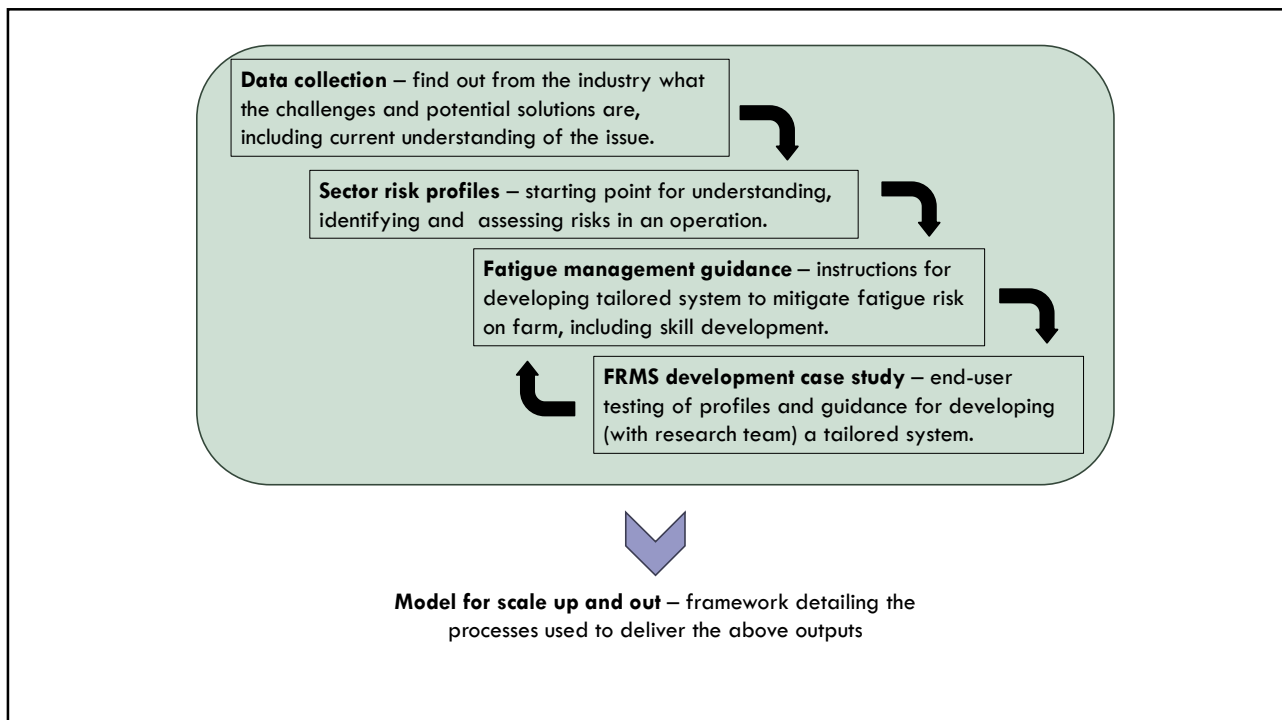 Data collection – find out from the industry what
the challenges and potential solutions are,
including current understanding of the issue.
Sector risk profiles – starting point for understanding,
identifying and  assessing risks in an operation.
Fatigue management guidance – instructions for
developing tailored system to mitigate fatigue risk
on farm, including skill development.
FRMS development case study – end-user
testing of profiles and guidance for developing
(with research team) a tailored system.
Model for scale up and out – framework detailing the
processes used to deliver the above outputs